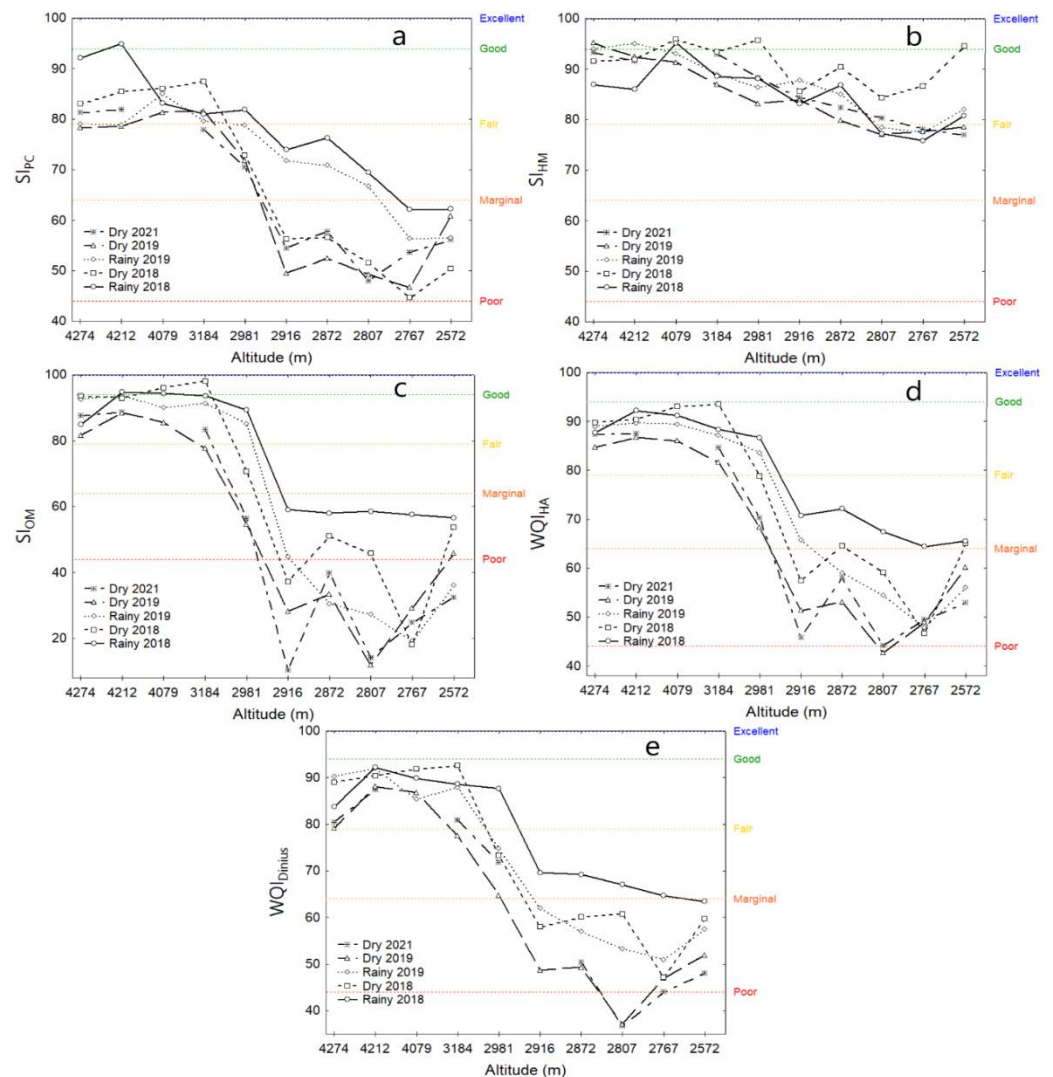 a
SI_PC
100
90
80
70
60
50
40
Excellent
Good
Fair
Marginal
Poor
Dry 2021
Dry 2019
Rainy 2019
Dry 2018
Rainy 2018
4274 4212 4079 3184 2981 2916 2872 2807 2767 2572
Altitude (m)
b
SI_HM
100
90
80
70
60
50
40
Excellent
Good
Fair
Marginal
Poor
Dry 2021
Dry 2019
Rainy 2019
Dry 2018
Rainy 2018
4274 4212 4079 3184 2981 2916 2872 2807 2767 2572
Altitude (m)
c
SI_OM
100
80
60
40
20
Good
Fair
Marginal
Poor
Dry 2021
Dry 2019
Rainy 2019
Dry 2018
Rainy 2018
4274 4212 4079 3184 2981 2916 2872 2807 2767 2572
Altitude (m)
d
WQI_HA
100
90
80
70
60
50
40
Excellent
Good
Fair
Marginal
Poor
Dry 2021
Dry 2019
Rainy 2019
Dry 2018
Rainy 2018
4274 4212 4079 3184 2981 2916 2872 2807 2767 2572
Altitude (m)
e
WQI_Dinius
100
90
80
70
60
50
40
Excellent
Good
Fair
Marginal
Poor
Dry 2021
Dry 2019
Rainy 2019
Dry 2018
Rainy 2018
4274 4212 4079 3184 2981 2916 2872 2807 2767 2572
Altitude (m)